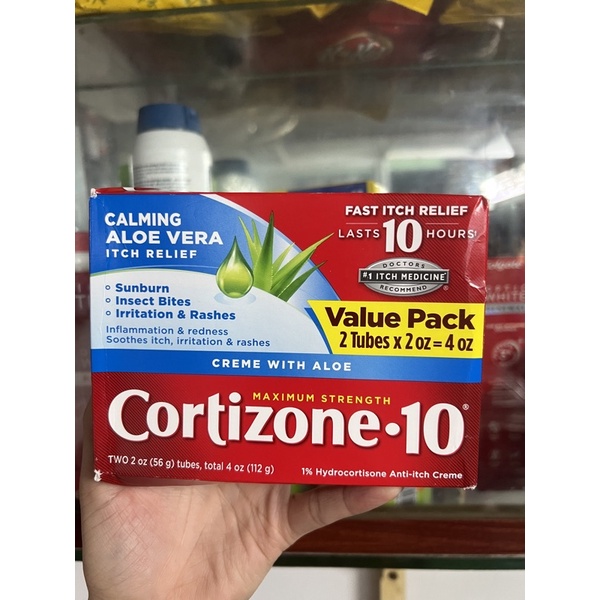 CALMING
ALOE VERA
ITCH RELIEF
Sunburn
Insect Bites
Irritation & Rashes
Inflammation & redness
Soothes itch, irritation & rashes
FAST ITCH RELIEF
LASTS 10 HOURS
DOCTORS
#1 ITCH MEDICINE
RECOMMEND
Value Pack
2 Tubes x 2 oz = 4 oz
CREME WITH ALOE
MAXIMUM STRENGTH
Cortizone•10®
TWO 2 oz (56 g) tubes, total 4 oz (112 g)
1% Hydrocortisone Anti-itch Creme